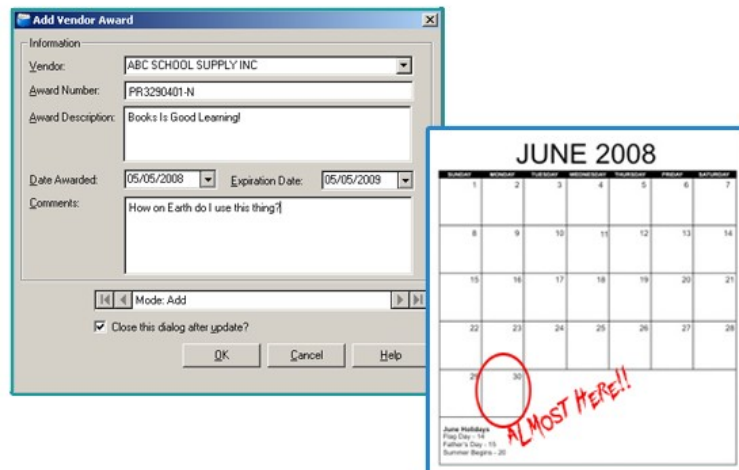 Add Vendor Award
Information
Vendor: ABC SCHOOL SUPPLY INC
Award Number: PR3290401-N
Award Description: Books Is Good Learning!
Date Awarded: 05/05/2008 Expiration Date: 05/05/2009
Comments: How on Earth do I use this thing?
Mode: Add
Close this dialog after update?
OK Cancel Help
JUNE 2008
SUNDAY MONDAY TUESDAY WEDNESDAY THURSDAY FRIDAY SATURDAY
1 2 3 4 5 6 7
8 9 10 11 12 13 14
15 16 17 18 19 20 21
22 23 24 25 26 27 28
29 30
ALMOST HERE!!
June Holidays
Flag Day - 14
Father's Day - 15
Summer Begins - 20